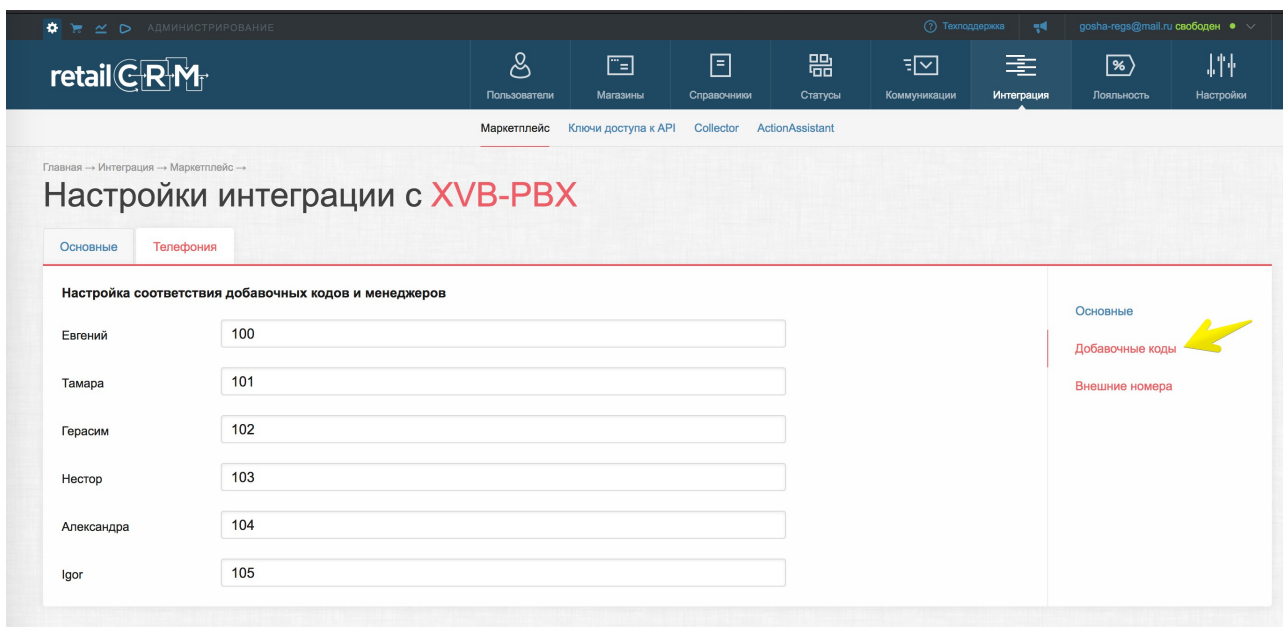 АДМИНИСТРИРОВАНИЕ
Техподдержка
gosha-regs@mail.ru свободен
retailCRM
Пользователи
Магазины
Справочники
Статусы
Коммуникации
Интеграция
Лояльность
Настройки
Маркетплейс
Ключи доступа к API
Collector
ActionAssistant
Главная → Интеграция → Маркетплейс →
Настройки интеграции с XVB-PBX
Основные
Телефония
Настройка соответствия добавочных кодов и менеджеров
Евгений 100
Тамара 101
Герасим 102
Нестор 103
Александра 104
Igor 105
Основные
Добавочные коды
Внешние номера